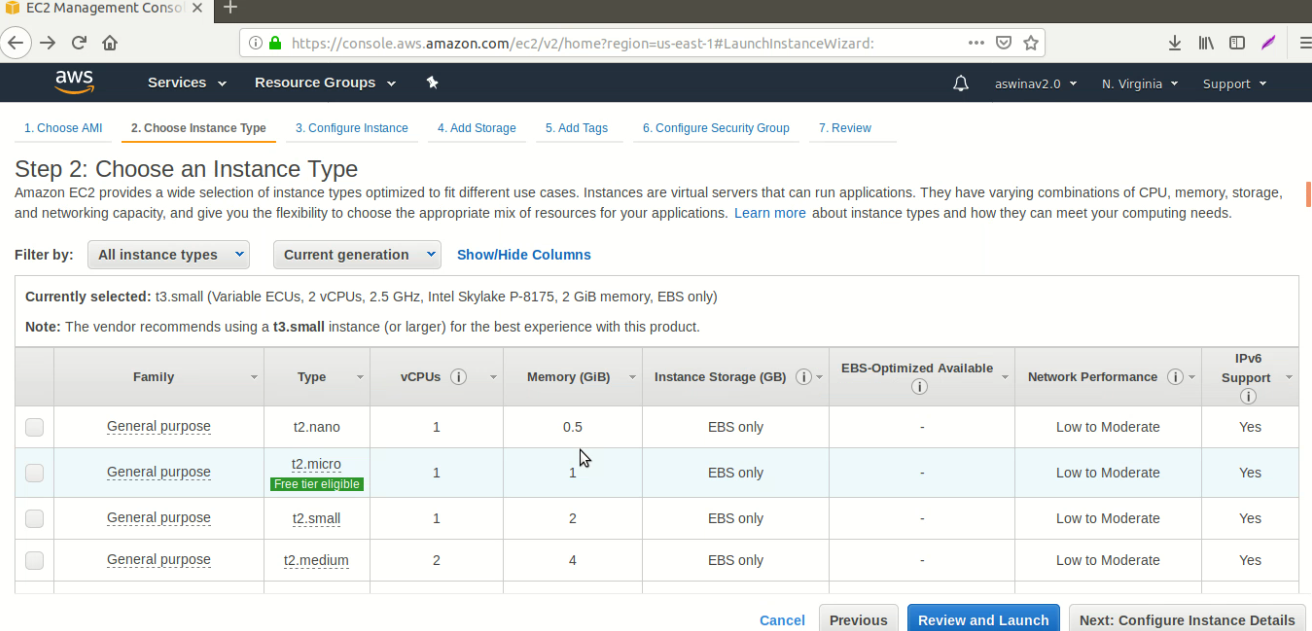 EC2 Management Consol
https://console.aws.amazon.com/ec2/v2/home?region=us-east-1#LaunchInstanceWizard:
aws Services Resource Groups aswinav2.0 N. Virginia Support
1. Choose AMI 2. Choose Instance Type 3. Configure Instance 4. Add Storage 5. Add Tags 6. Configure Security Group 7. Review
Step 2: Choose an Instance Type
Amazon EC2 provides a wide selection of instance types optimized to fit different use cases. Instances are virtual servers that can run applications. They have varying combinations of CPU, memory, storage,
and networking capacity, and give you the flexibility to choose the appropriate mix of resources for your applications. Learn more about instance types and how they can meet your computing needs.
Filter by: All instance types Current generation Show/Hide Columns
Currently selected: t3.small (Variable ECUs, 2 vCPUs, 2.5 GHz, Intel Skylake P-8175, 2 GiB memory, EBS only)
Note: The vendor recommends using a t3.small instance (or larger) for the best experience with this product.
Family Type vCPUs Memory (GiB) Instance Storage (GB) EBS-Optimized Available Network Performance IPv6 Support
General purpose t2.nano 1 0.5 EBS only - Low to Moderate Yes
General purpose t2.micro 1 1 EBS only - Low to Moderate Yes
Free tier eligible
General purpose t2.small 1 2 EBS only - Low to Moderate Yes
General purpose t2.medium 2 4 EBS only - Low to Moderate Yes
Cancel Previous Review and Launch Next: Configure Instance Details